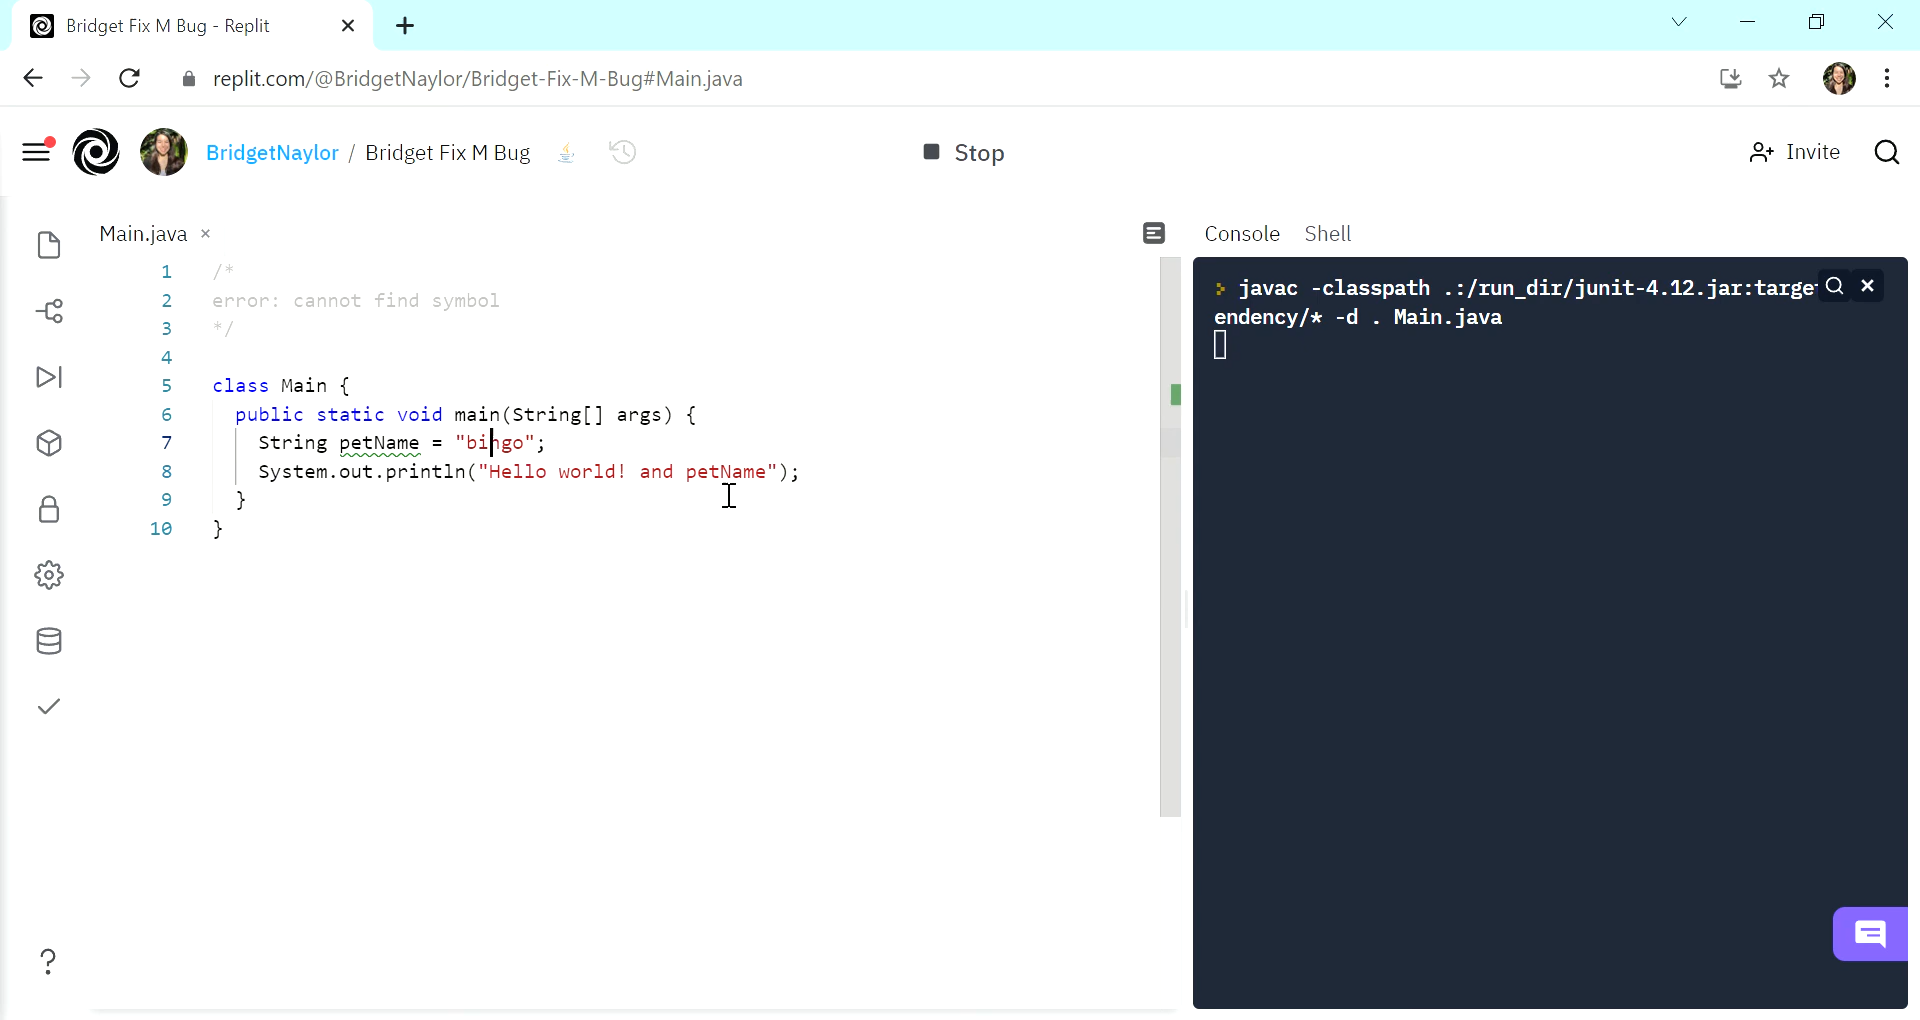 Bridget Fix M Bug - Replit
replit.com/@BridgetNaylor/Bridget-Fix-M-Bug#Main.java
BridgetNaylor / Bridget Fix M Bug
Stop
Invite
Main.java
Console Shell
1 /*
2 error: cannot find symbol
3 */
4
5 class Main {
6 public static void main(String[] args) {
7 String petName = "bingo";
8 System.out.println("Hello world! and petName");
9 }
10 }
javac -classpath .:/run_dir/junit-4.12.jar:targe
endency/* -d . Main.java